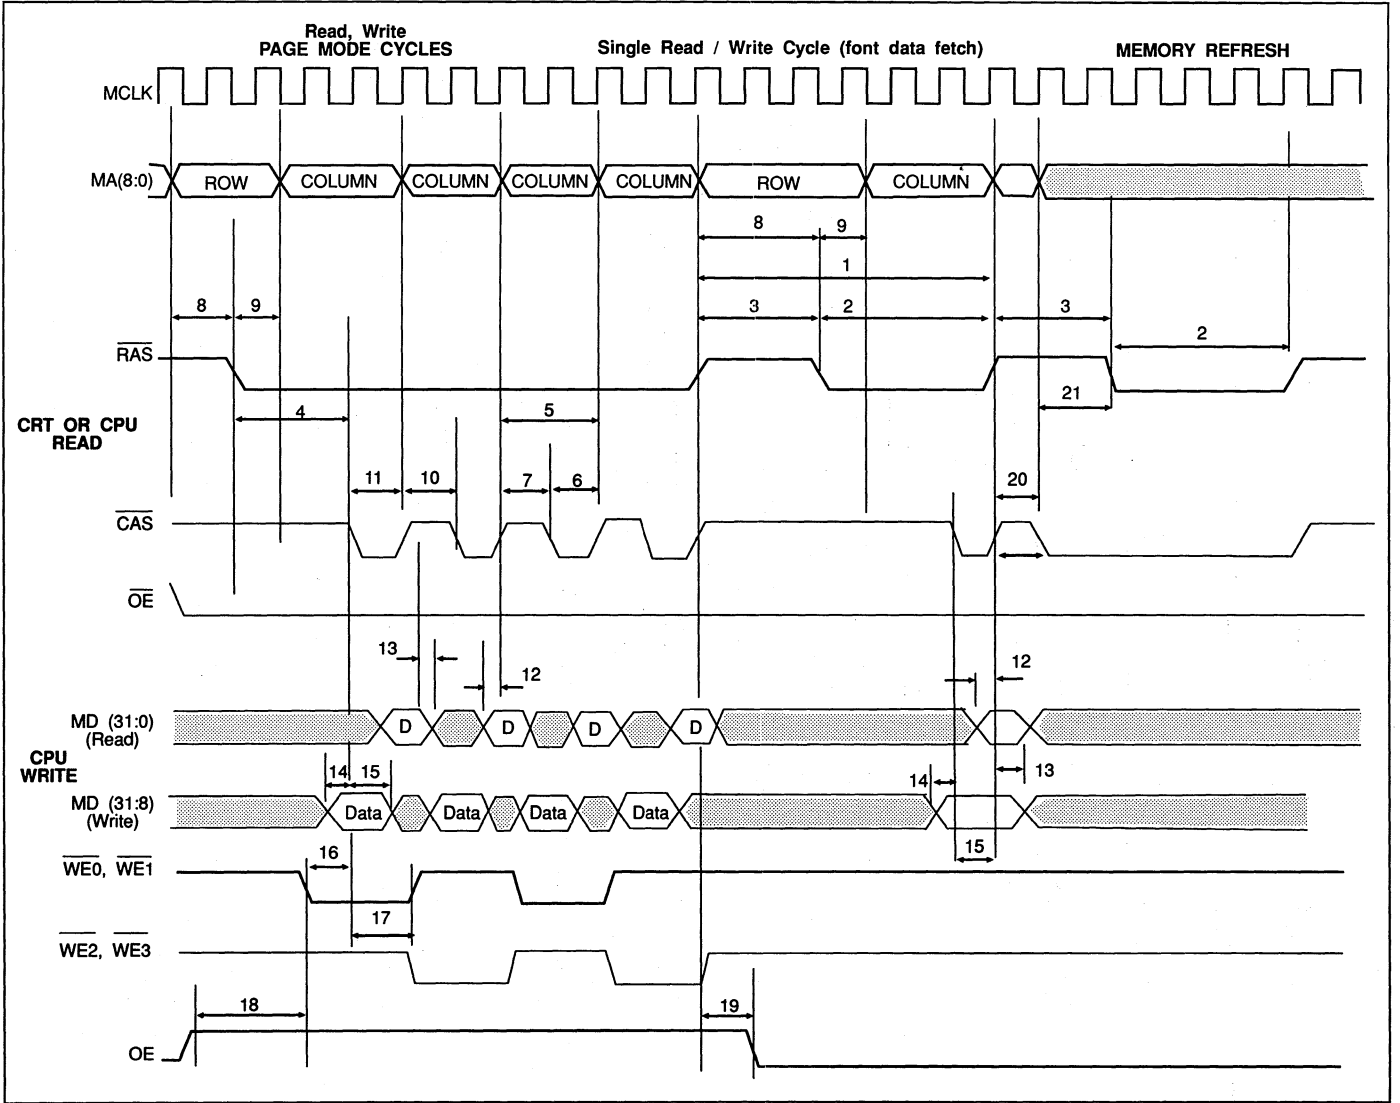 Read, Write
PAGE MODE CYCLES
Single Read / Write Cycle (font data fetch)
MEMORY REFRESH
MCLK
MA(8:0)
ROW
COLUMN
COLUMN
COLUMN
COLUMN
ROW
COLUMN
8
9
1
8
9
3
2
3
2
RAS
21
4
5
CRT OR CPU
READ
11
10
7
6
20
CAS
OE
13
12
12
MD (31:0)
(Read)
D
D
D
D
CPU
WRITE
14
15
14
13
MD (31:8)
(Write)
Data
Data
Data
Data
16
15
WE0, WE1
17
WE2, WE3
18
19
OE